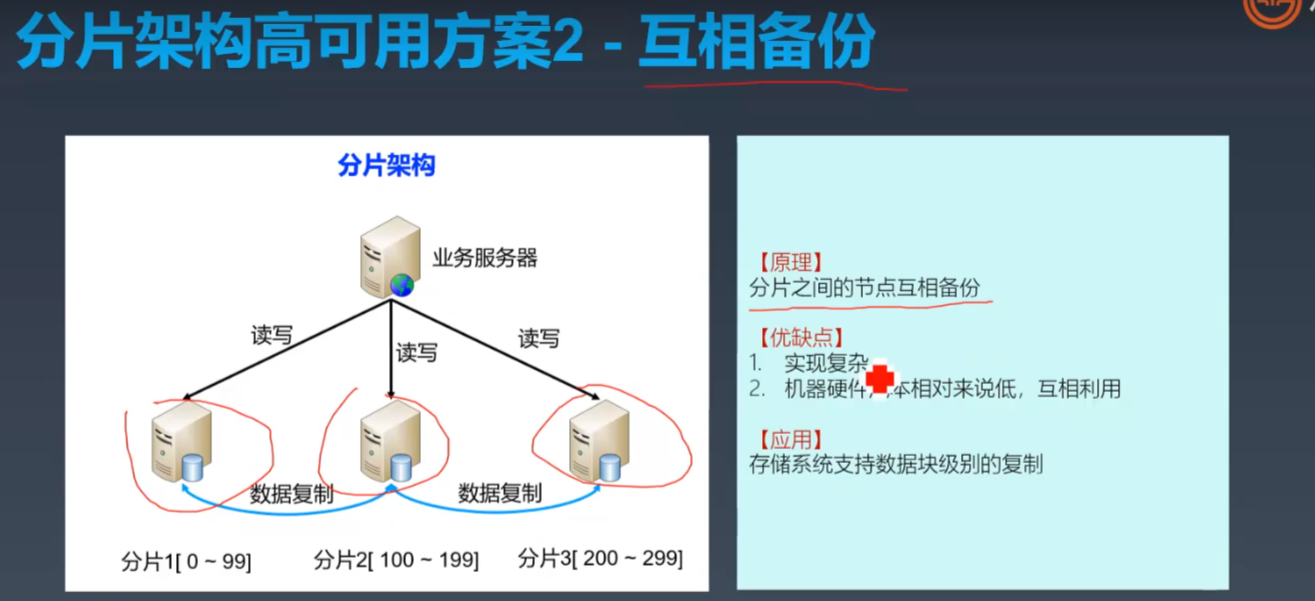 分片架构高可用方案2 - 互相备份
分片架构
业务服务器
读写
读写
读写
数据复制
数据复制
分片1[ 0 ~ 99]
分片2[ 100 ~ 199]
分片3[ 200 ~ 299]
【原理】
分片之间的节点互相备份
【优缺点】
1. 实现复杂
2. 机器硬件 本相对来说低，互相利用
【应用】
存储系统支持数据块级别的复制